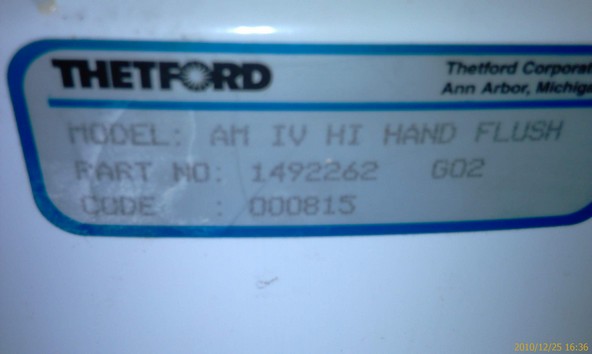 THETFORD
Thetford Corporat
Ann Arbor, Michiga
MODEL: AM IV HI HAND FLUSH
PART NO: 1492262 G02
CODE : 000815
2010/12/25 16:36